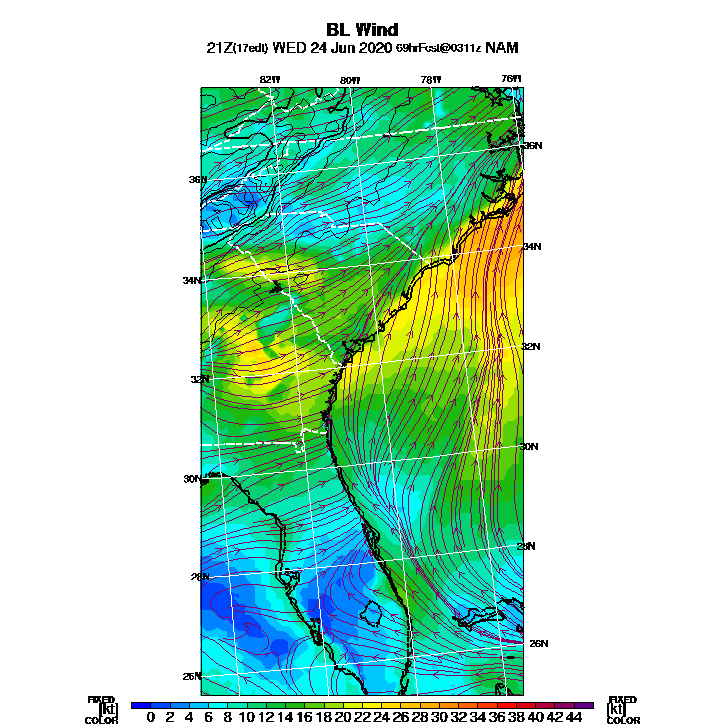 BL Wind
21Z(17edt) WED 24 Jun 2020 69hrFcst@0311z NAM
82W 80W 78W 76W
36N
36N
34N
34N
32N
32N
30N
30N
28N
28N
26N
26N
FIXED FIXED
[kt] 0 2 4 6 8 10 12 14 16 18 20 22 24 26 28 30 32 34 36 38 40 42 44 [kt]
COLOR COLOR